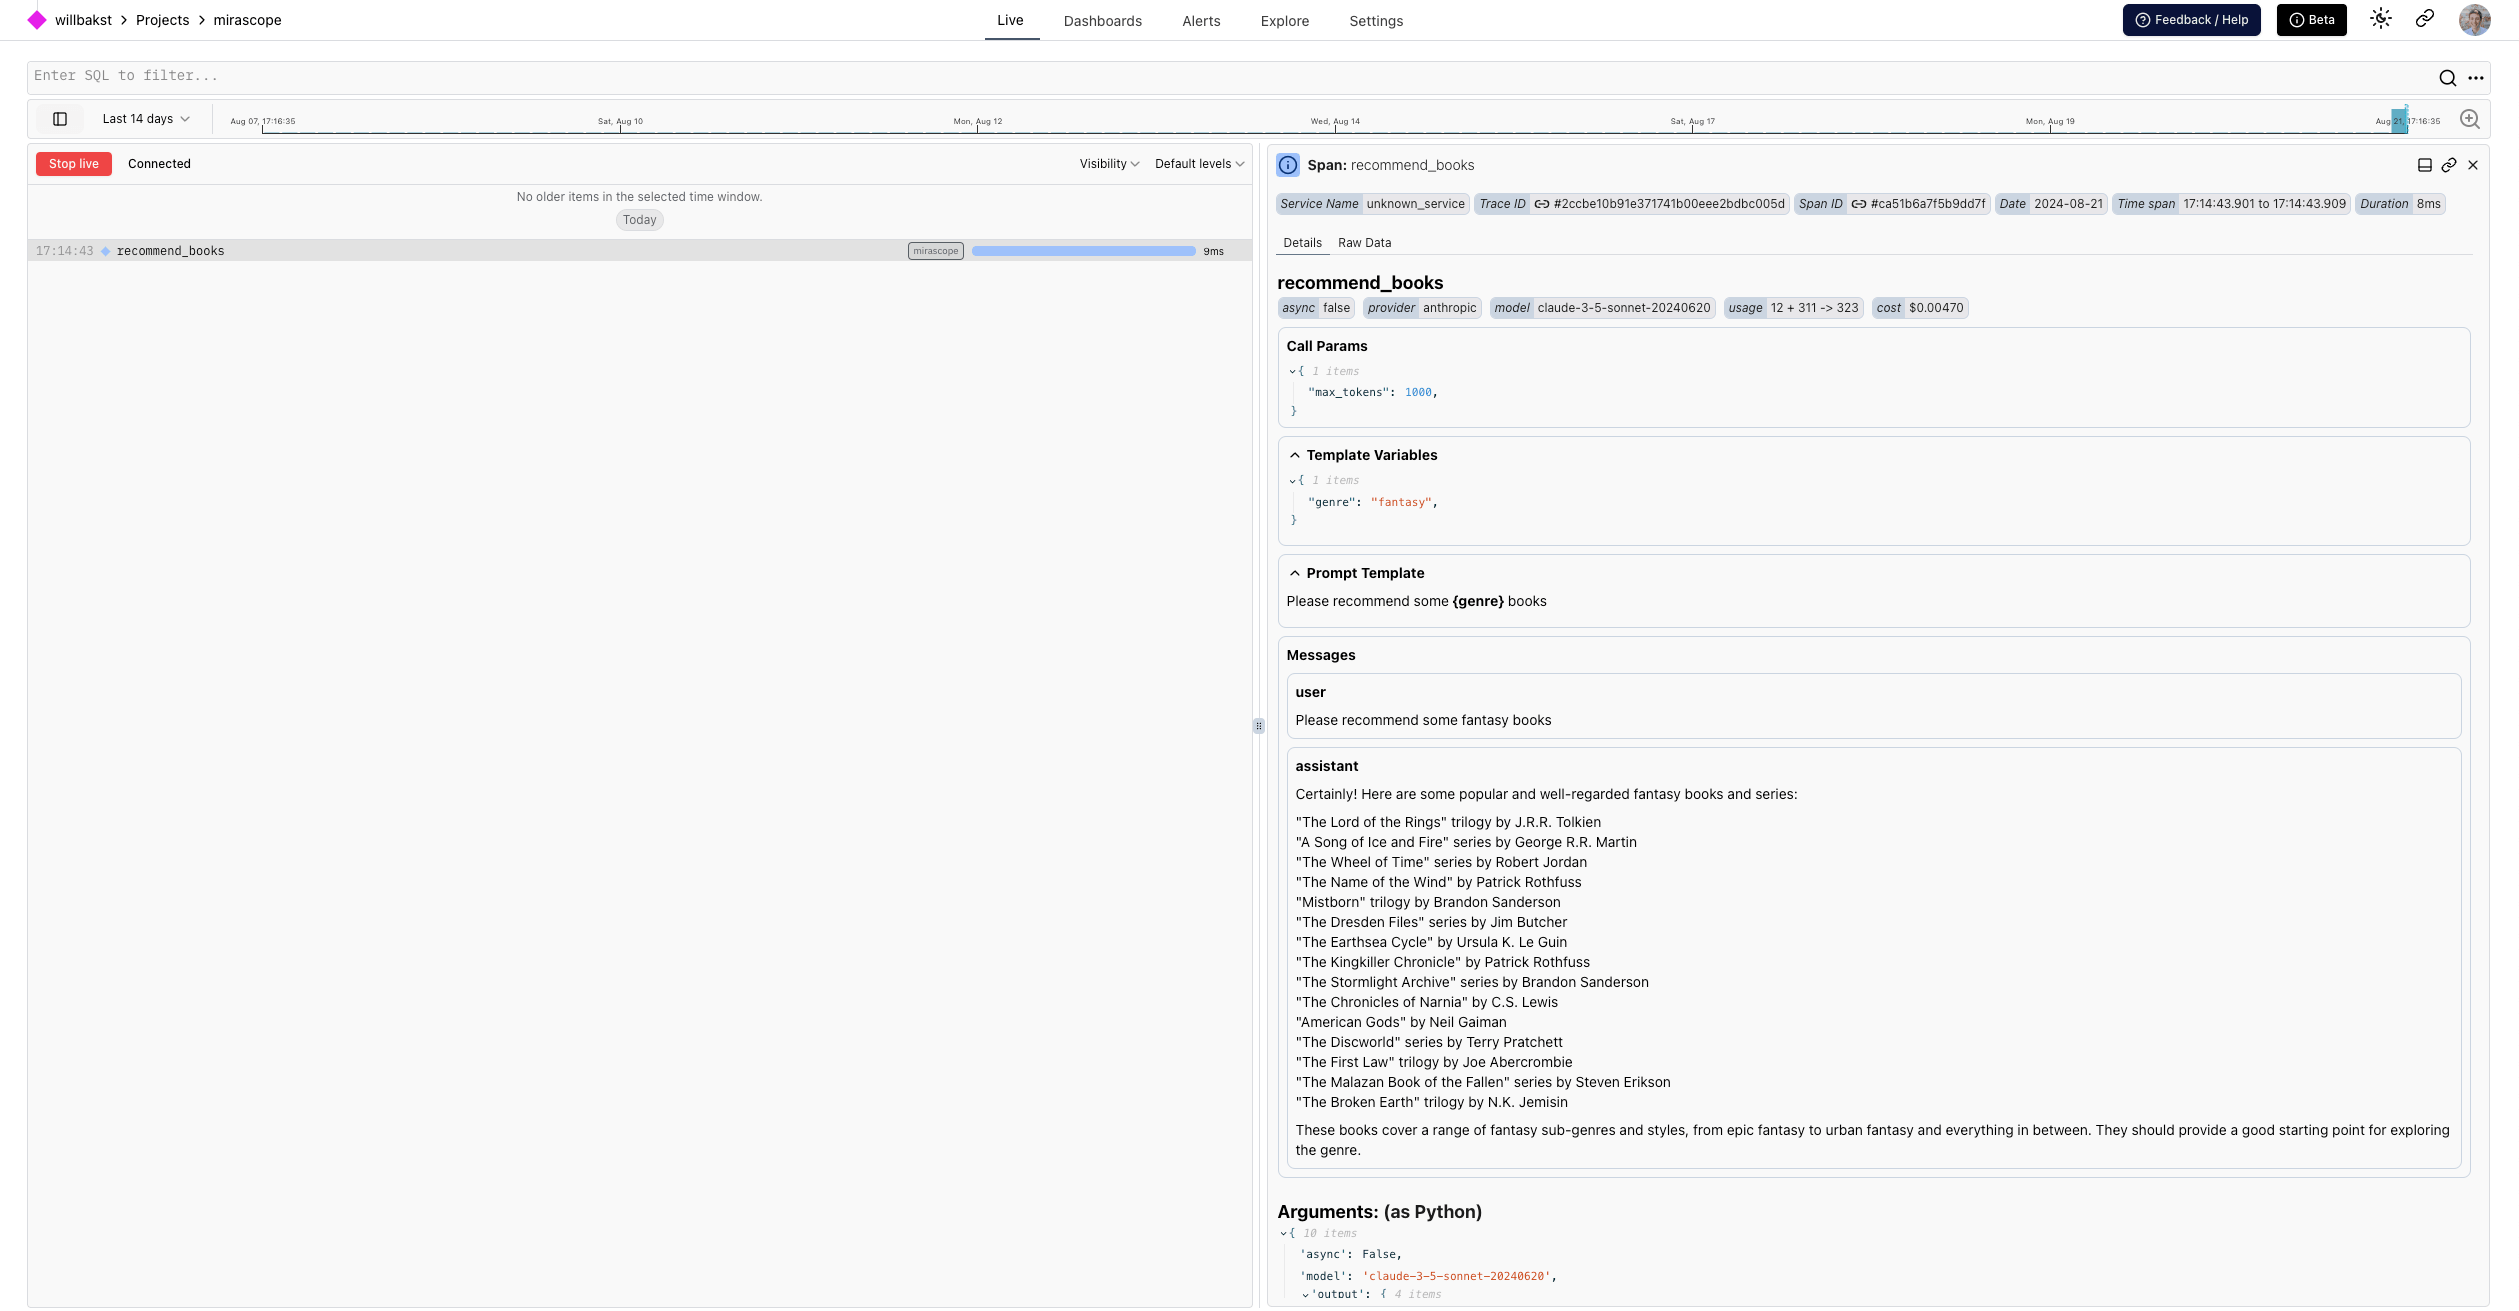 willbakst > Projects > mirascope
Live Dashboards Alerts Explore Settings
Feedback / Help Beta
Enter SQL to filter...
Last 14 days
Aug 07, 17:16:35 Sat, Aug 10 Mon, Aug 12 Wed, Aug 14 Sat, Aug 17 Mon, Aug 19 Aug 21, 17:16:35
Stop live Connected Visibility Default levels
No older items in the selected time window.
Today
17:14:43 recommend_books mirascope 9ms
Span: recommend_books
Service Name unknown_service Trace ID #2ccbe10b91e371741b00eee2bdbc005d Span ID #ca51b6a7f5b9dd7f Date 2024-08-21 Time span 17:14:43.901 to 17:14:43.909 Duration 8ms
Details Raw Data
recommend_books
async false provider anthropic model claude-3-5-sonnet-20240620 usage 12 + 311 -> 323 cost $0.00470
Call Params
{ 1 items
"max_tokens": 1000,
}
Template Variables
{ 1 items
"genre": "fantasy",
}
Prompt Template
Please recommend some {genre} books
Messages
user
Please recommend some fantasy books
assistant
Certainly! Here are some popular and well-regarded fantasy books and series:
"The Lord of the Rings" trilogy by J.R.R. Tolkien
"A Song of Ice and Fire" series by George R.R. Martin
"The Wheel of Time" series by Robert Jordan
"The Name of the Wind" by Patrick Rothfuss
"Mistborn" trilogy by Brandon Sanderson
"The Dresden Files" series by Jim Butcher
"The Earthsea Cycle" by Ursula K. Le Guin
"The Kingkiller Chronicle" by Patrick Rothfuss
"The Stormlight Archive" series by Brandon Sanderson
"The Chronicles of Narnia" by C.S. Lewis
"American Gods" by Neil Gaiman
"The Discworld" series by Terry Pratchett
"The First Law" trilogy by Joe Abercrombie
"The Malazan Book of the Fallen" series by Steven Erikson
"The Broken Earth" trilogy by N.K. Jemisin
These books cover a range of fantasy sub-genres and styles, from epic fantasy to urban fantasy and everything in between. They should provide a good starting point for exploring
the genre.
Arguments: (as Python)
{ 10 items
'async': False,
'model': 'claude-3-5-sonnet-20240620',
'output': { 4 items